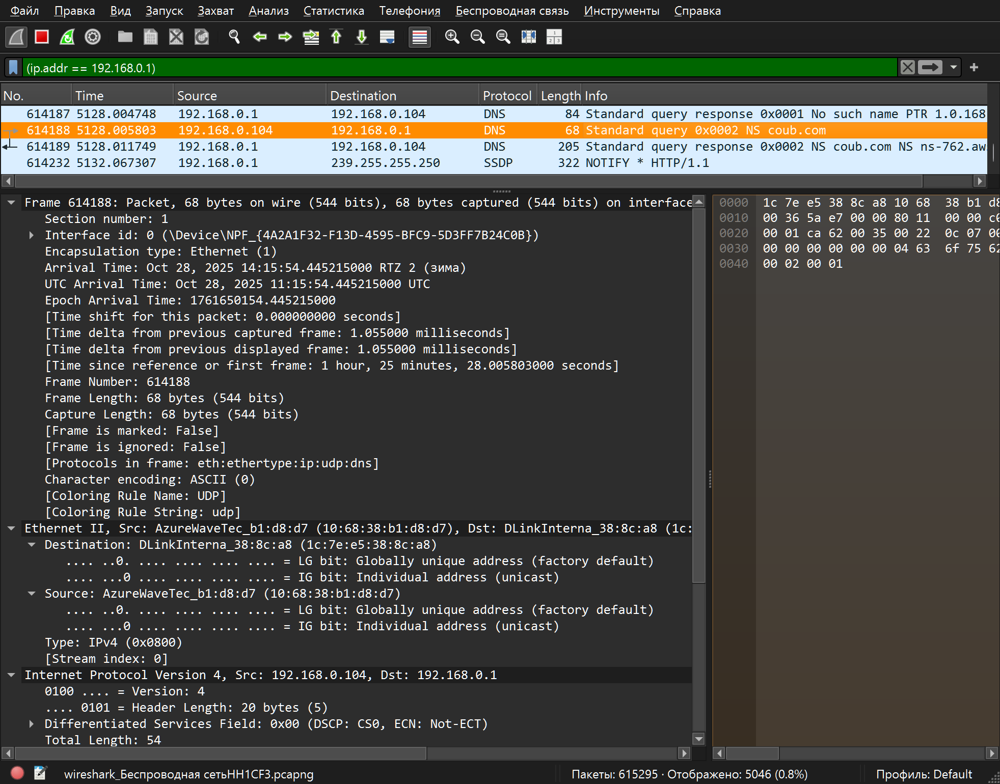 Файл Правка Вид Запуск Захват Анализ Статистика Телефония Беспроводная связь Инструменты Справка
(ip.addr == 192.168.0.1)
No. Time Source Destination Protocol Length Info
614187 5128.004748 192.168.0.1 192.168.0.104 DNS 84 Standard query response 0x0001 No such name PTR 1.0.168
614188 5128.005803 192.168.0.104 192.168.0.1 DNS 68 Standard query 0x0002 NS coub.com
614189 5128.011749 192.168.0.1 192.168.0.104 DNS 205 Standard query response 0x0002 NS coub.com NS ns-762.aw
614232 5132.067307 192.168.0.1 239.255.255.250 SSDP 322 NOTIFY * HTTP/1.1
Frame 614188: Packet, 68 bytes on wire (544 bits), 68 bytes captured (544 bits) on interface
Section number: 1
Interface id: 0 (\Device\NPF_{4A2A1F32-F13D-4595-BFC9-5D3FF7B24C0B})
Encapsulation type: Ethernet (1)
Arrival Time: Oct 28, 2025 14:15:54.445215000 RTZ 2 (зима)
UTC Arrival Time: Oct 28, 2025 11:15:54.445215000 UTC
Epoch Arrival Time: 1761650154.445215000
[Time shift for this packet: 0.000000000 seconds]
[Time delta from previous captured frame: 1.055000 milliseconds]
[Time delta from previous displayed frame: 1.055000 milliseconds]
[Time since reference or first frame: 1 hour, 25 minutes, 28.005803000 seconds]
Frame Number: 614188
Frame Length: 68 bytes (544 bits)
Capture Length: 68 bytes (544 bits)
[Frame is marked: False]
[Frame is ignored: False]
[Protocols in frame: eth:ethertype:ip:udp:dns]
Character encoding: ASCII (0)
[Coloring Rule Name: UDP]
[Coloring Rule String: udp]
Ethernet II, Src: AzureWaveTec_b1:d8:d7 (10:68:38:b1:d8:d7), Dst: DLinkInterna_38:8c:a8 (1c:
Destination: DLinkInterna_38:8c:a8 (1c:7e:e5:38:8c:a8)
.... ..0. .... .... .... .... = LG bit: Globally unique address (factory default)
.... ...0 .... .... .... .... = IG bit: Individual address (unicast)
Source: AzureWaveTec_b1:d8:d7 (10:68:38:b1:d8:d7)
.... ..0. .... .... .... .... = LG bit: Globally unique address (factory default)
.... ...0 .... .... .... .... = IG bit: Individual address (unicast)
Type: IPv4 (0x0800)
[Stream index: 0]
Internet Protocol Version 4, Src: 192.168.0.104, Dst: 192.168.0.1
0100 .... = Version: 4
.... 0101 = Header Length: 20 bytes (5)
Differentiated Services Field: 0x00 (DSCP: CS0, ECN: Not-ECT)
Total Length: 54
0000 1c 7e e5 38 8c a8 10 68 38 b1 d8
0010 00 36 5a e7 00 00 80 11 00 00 c0
0020 00 01 ca 62 00 35 00 22 0c 07 00
0030 00 00 00 00 00 00 04 63 6f 75 62
0040 00 02 00 01
wireshark_Беспроводная сетьHH1CF3.pcapng Пакеты: 615295 · Отображено: 5046 (0.8%) Профиль: Default